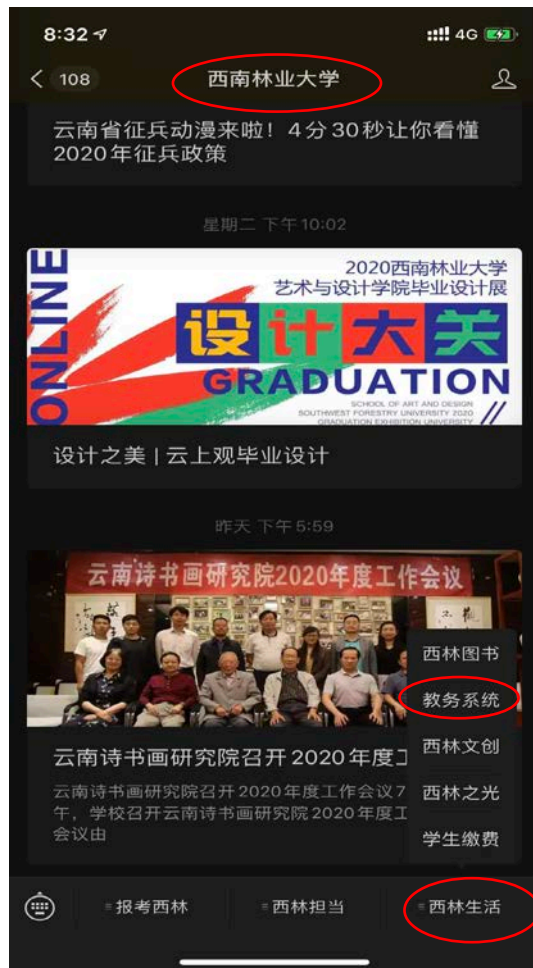 8:32
4G
108
西南林业大学
云南省征兵动漫来啦！4分30秒让你看懂
2020年征兵政策
星期二 下午10:02
ONLINE
2020西南林业大学
艺术与设计学院毕业设计展
设计大美
GRADUATION
SCHOOL OF ART AND DESIGN
SOUTHWEST FORESTRY UNIVERSITY 2020
GRADUATION EXHIBITION UNIVERSITY
设计之美 | 云上观毕业设计
昨天 下午5:59
云南诗书画研究院2020年度工作会议
西林图书
教务系统
西林文创
西林之光
学生缴费
云南诗书画研究院召开2020年度工
云南诗书画研究院召开2020年度工作会议7
午，学校召开云南诗书画研究院2020年度工
会议由
报考西林
西林担当
西林生活